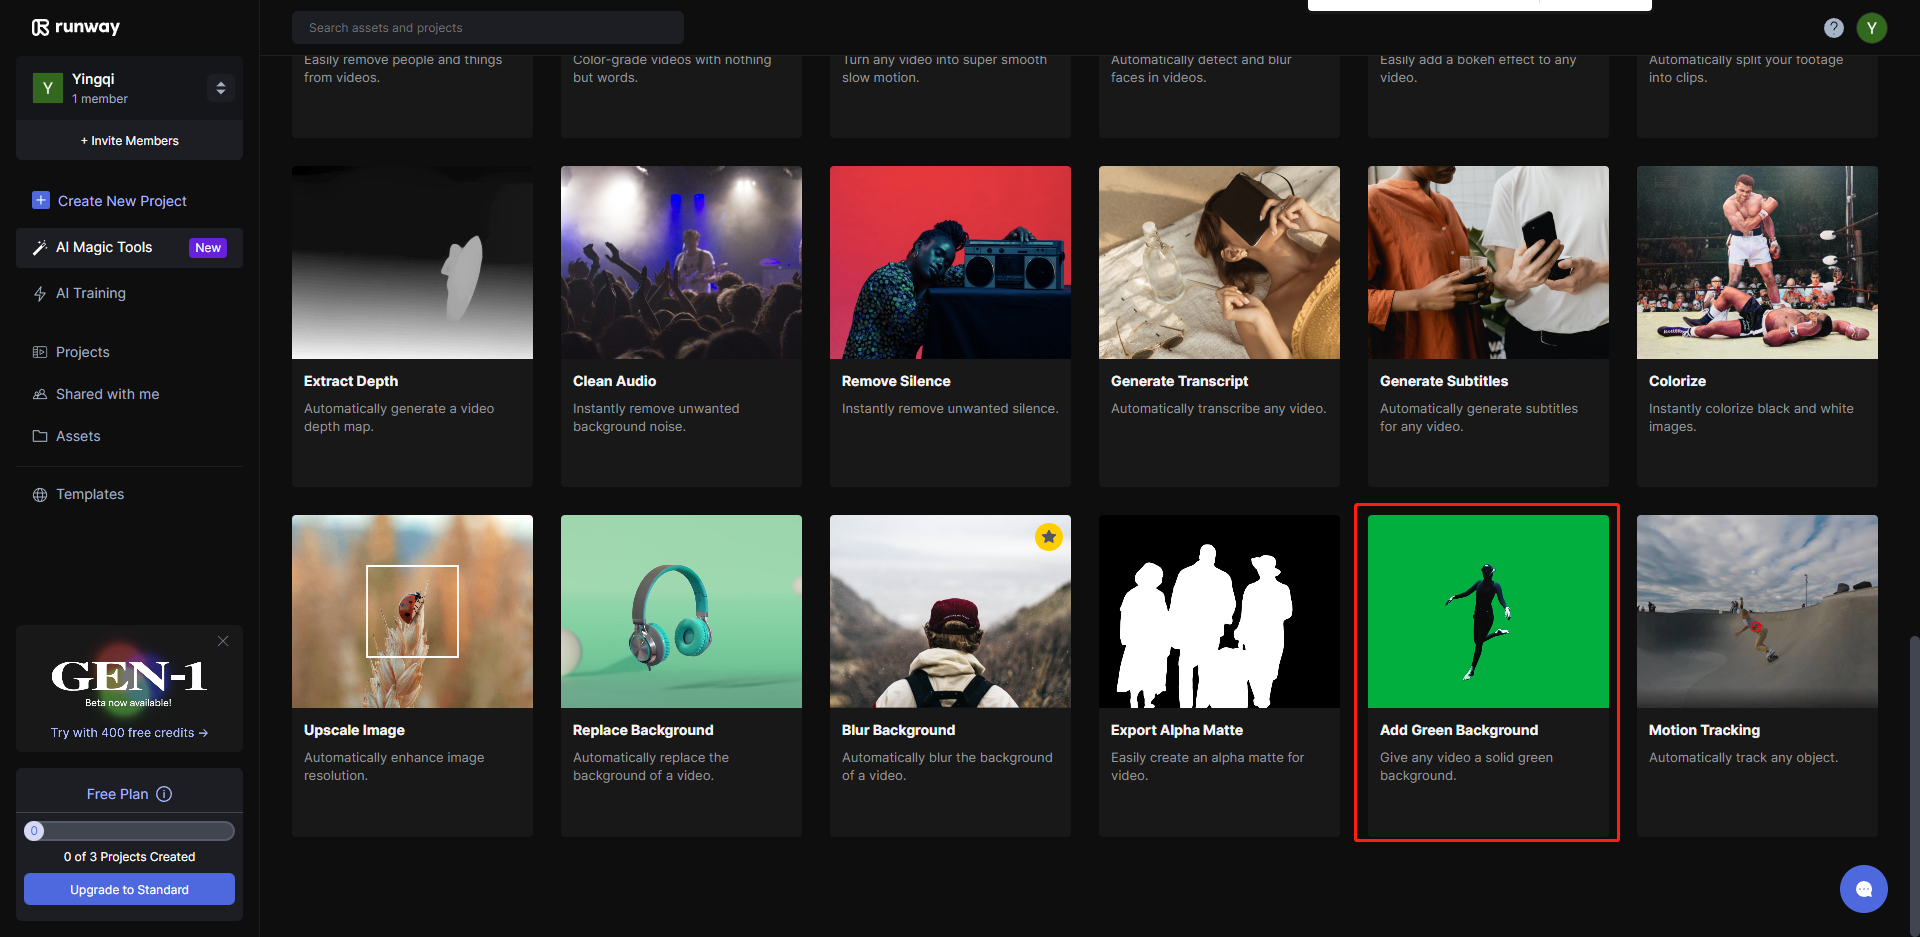 runway
Search assets and projects
?
Y
Y
Yingqi
1 member
+ Invite Members
Create New Project
AI Magic Tools
New
AI Training
Projects
Shared with me
Assets
Templates
GEN-1
Beta now available!
Try with 400 free credits →
Free Plan
0
0 of 3 Projects Created
Upgrade to Standard
Easily remove people and things
from videos.
Color-grade videos with nothing
but words.
Turn any video into super smooth
slow motion.
Automatically detect and blur
faces in videos.
Easily add a bokeh effect to any
video.
Automatically split your footage
into clips.
Extract Depth
Automatically generate a video
depth map.
Clean Audio
Instantly remove unwanted
background noise.
Remove Silence
Instantly remove unwanted silence.
Generate Transcript
Automatically transcribe any video.
Generate Subtitles
Automatically generate subtitles
for any video.
Colorize
Instantly colorize black and white
images.
Upscale Image
Automatically enhance image
resolution.
Replace Background
Automatically replace the
background of a video.
Blur Background
Automatically blur the background
of a video.
Export Alpha Matte
Easily create an alpha matte for
video.
Add Green Background
Give any video a solid green
background.
Motion Tracking
Automatically track any object.